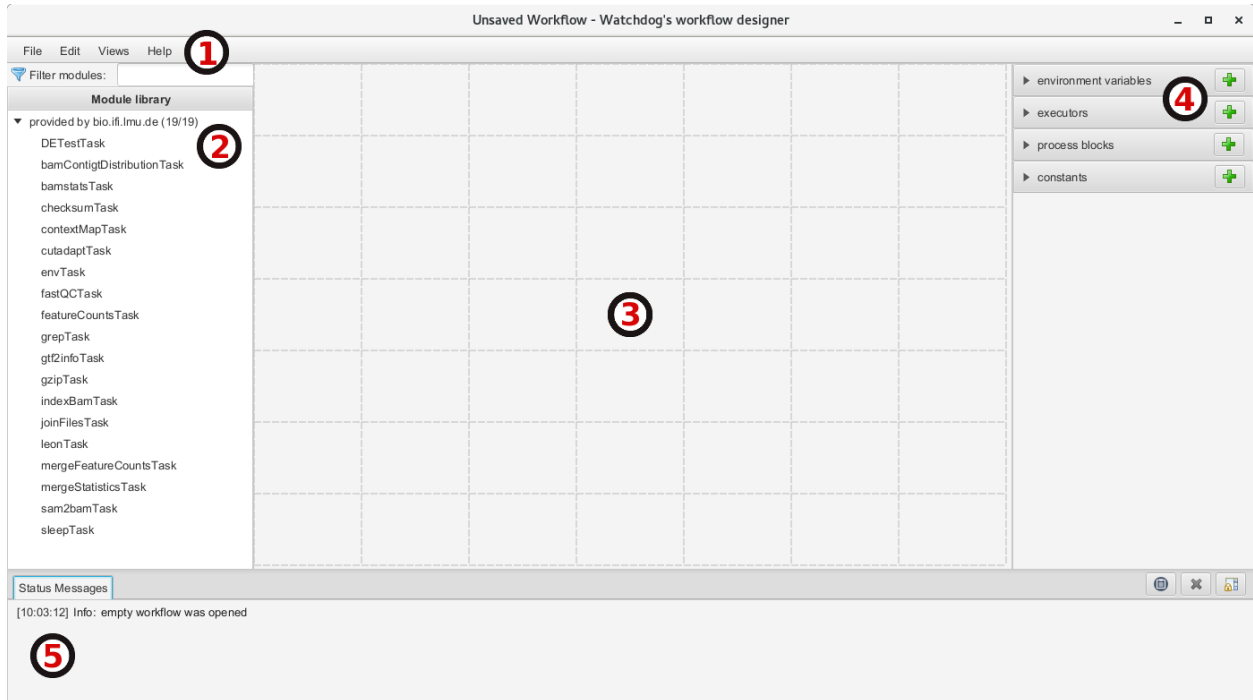 Unsaved Workflow - Watchdog's workflow designer
File Edit Views Help
1
Filter modules:
Module library
provided by bio.ifi.lmu.de (19/19)
2
DETestTask
bamContigtDistributionTask
bamstatsTask
checksumTask
contextMapTask
cutadaptTask
envTask
fastQCTask
featureCountsTask
grepTask
gtf2infoTask
gzipTask
indexBamTask
joinFilesTask
leonTask
mergeFeatureCountsTask
mergeStatisticsTask
sam2bamTask
sleepTask
3
environment variables
4
executors
process blocks
constants
Status Messages
[10:03:12] Info: empty workflow was opened
5